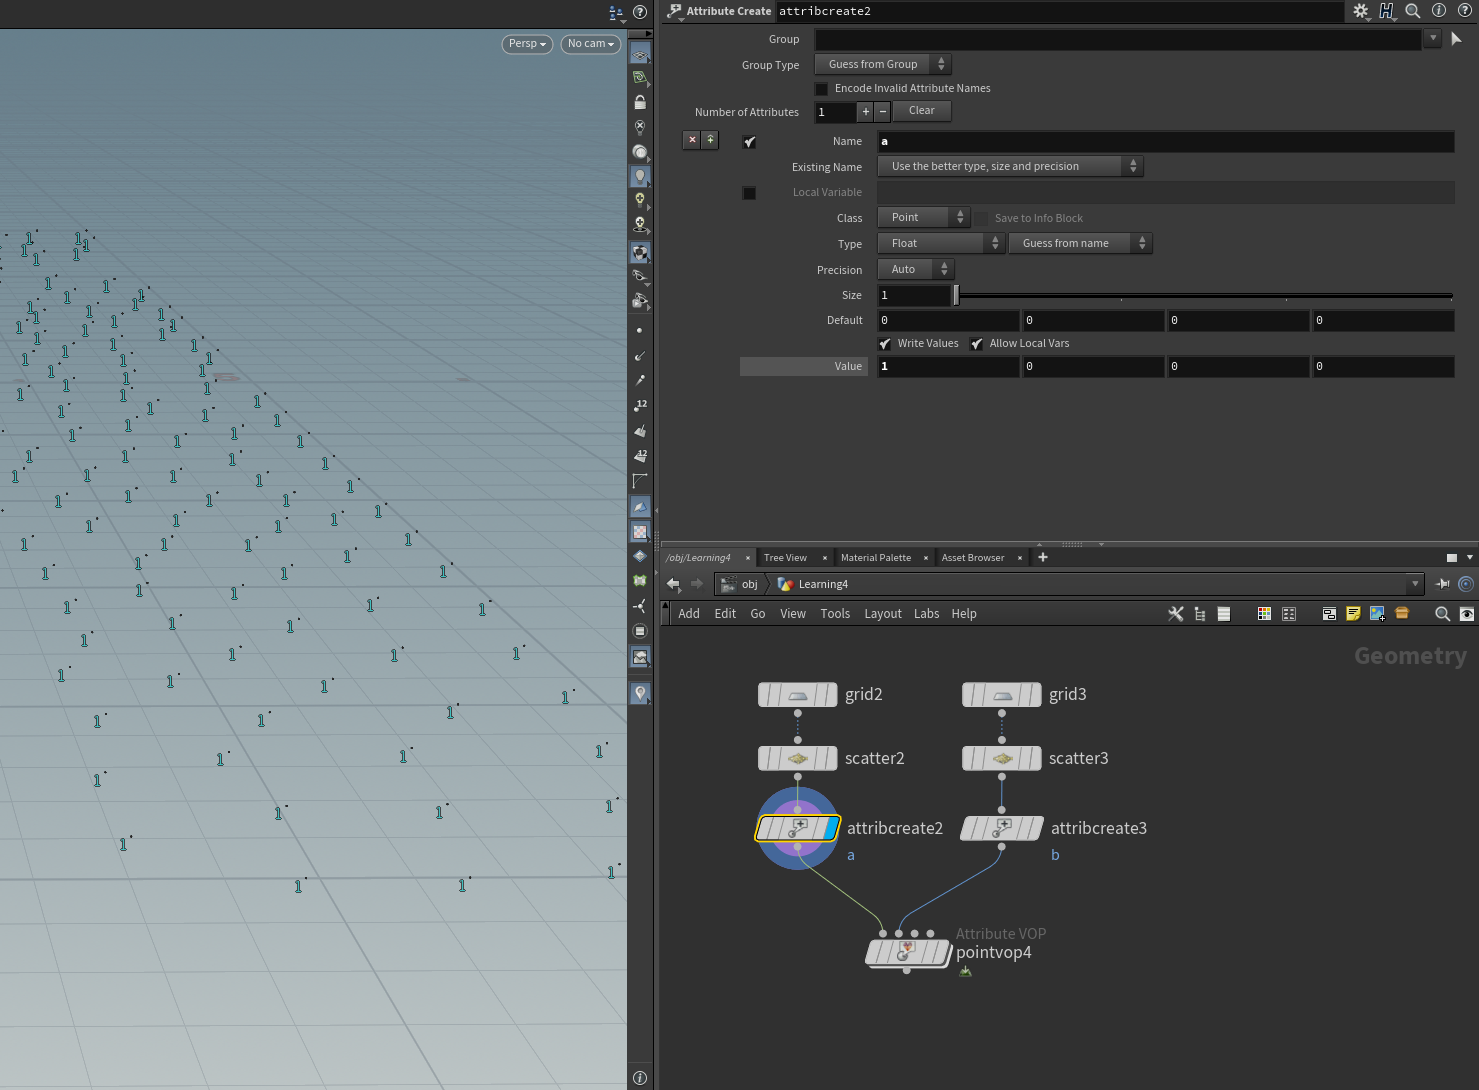 Attribute Create attribcreate2
Persp No cam
Group
Group Type Guess from Group
Encode Invalid Attribute Names
Number of Attributes 1 + − Clear
Name a
Existing Name Use the better type, size and precision
Local Variable
Class Point Save to Info Block
Type Float Guess from name
Precision Auto
Size 1
Default 0 0 0 0
Write Values Allow Local Vars
Value 1 0 0 0
12
12
/obj/Learning4 × Tree View × Material Palette × Asset Browser × +
obj Learning4
Add Edit Go View Tools Layout Labs Help
Geometry
grid2 grid3
scatter2 scatter3
attribcreate2 attribcreate3
a b
Attribute VOP
pointvop4